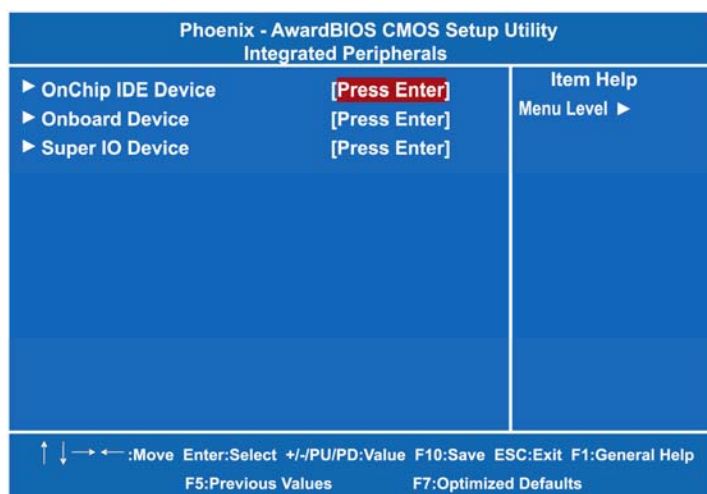 Phoenix - AwardBIOS CMOS Setup Utility
Integrated Peripherals
► OnChip IDE Device [Press Enter]
► Onboard Device [Press Enter]
► Super IO Device [Press Enter]
Item Help
Menu Level ►
↑ ↓ → ← :Move Enter:Select +/-/PU/PD:Value F10:Save ESC:Exit F1:General Help
F5:Previous Values F7:Optimized Defaults